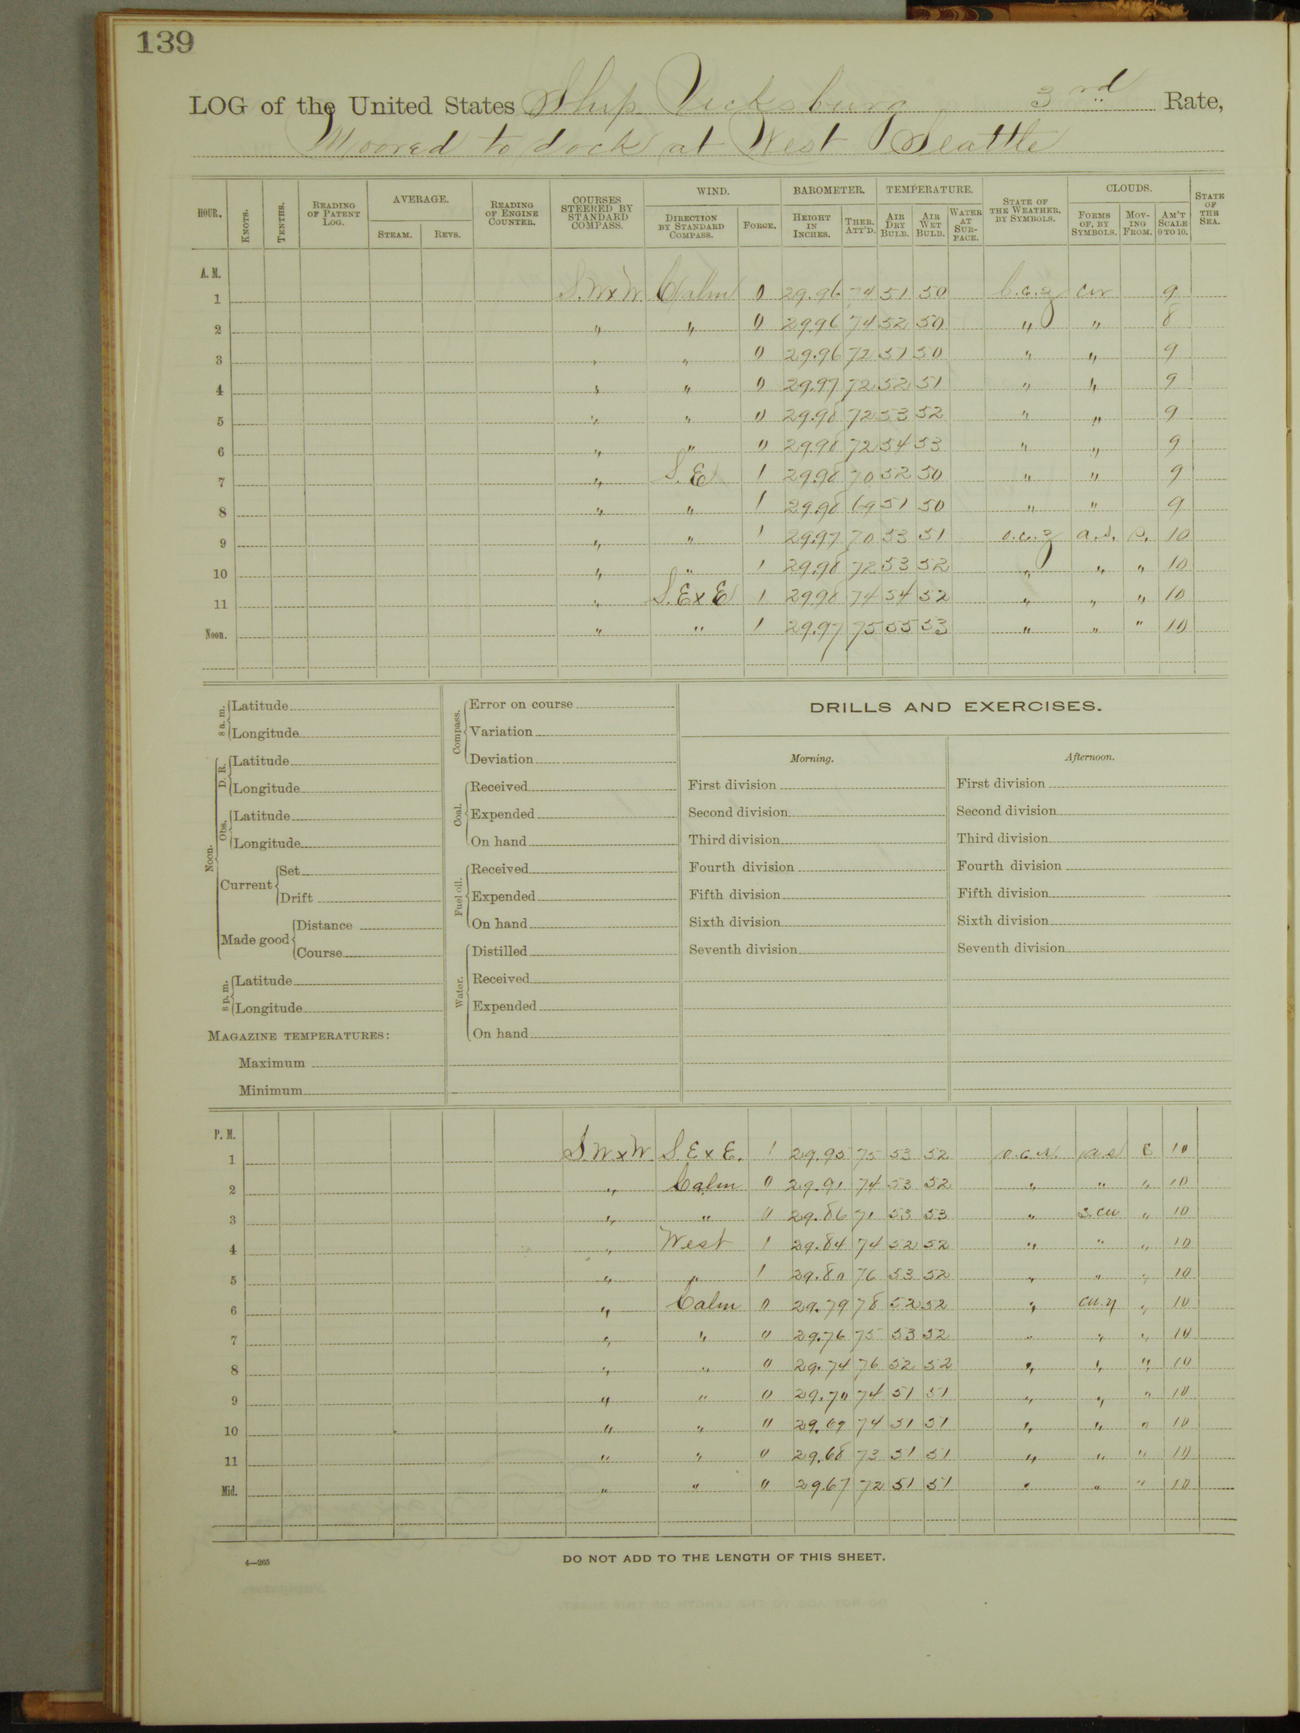 139
LOG of the United States Ship Vicksburg 3rd Rate,
Moored to dock at West Seattle
HOUR. KNOTS. TENTHS. READING OF PATENT LOG. AVERAGE. STEAM. REVS. READING OF ENGINE COUNTER. COURSES STEERED BY STANDARD COMPASS. WIND. DIRECTION BY STANDARD COMPASS. FORCE. BAROMETER. HEIGHT IN INCHES. THER. ATT'D. TEMPERATURE. AIR DRY BULB. AIR WET BULB. WATER AT SURFACE. STATE OF THE WEATHER, BY SYMBOLS. CLOUDS. FORMS OF, BY SYMBOLS. MOVING FROM. AM'T SCALE 0 TO 10. STATE OF THE SEA.
A. M.
1 S.WxW Calm 0 29.96 74 51 50 b.c.z cu 9
2 " " 0 29.96 74 52 50 " " 8
3 " " 0 29.96 72 51 50 " " 9
4 " " 0 29.97 72 52 51 " " 9
5 " " 0 29.98 72 53 52 " " 9
6 " " 0 29.98 72 54 53 " " 9
7 " S.E 1 29.98 70 52 50 " " 9
8 " " 1 29.98 69 51 50 " " 9
9 " " 1 29.97 70 53 51 a.s. 10
10 " " 1 29.98 72 53 52 " " " 10
11 " S.ExE 1 29.98 74 54 52 " " " 10
Noon. " " 1 29.97 75 55 53 " " " 10
8 a. m. Latitude
Longitude
Noon. D. R. Latitude
Longitude
Obs. Latitude
Longitude
Current Set
Drift
Made good Distance
Course
8 p. m. Latitude
Longitude
MAGAZINE TEMPERATURES:
Maximum
Minimum
Compass. Error on course
Variation
Deviation
Coal. Received
Expended
On hand
Fuel oil. Received
Expended
On hand
Water. Distilled
Received
Expended
On hand
DRILLS AND EXERCISES.
Morning.
First division
Second division
Third division
Fourth division
Fifth division
Sixth division
Seventh division
Afternoon.
First division
Second division
Third division
Fourth division
Fifth division
Sixth division
Seventh division
P. M.
1 S.WxW. S.ExE. 1 29.95 75 53 52 a.s E 10
2 " Calm 0 29.91 74 53 52 " " " 10
3 " " 0 29.86 71 53 53 " s.cu " 10
4 " West 1 29.84 74 52 52 " " " 10
5 " " 1 29.80 76 53 52 " " " 10
6 " Calm 0 29.79 78 52 52 " cu.n " 10
7 " " 0 29.76 75 53 52 " " " 10
8 " " 0 29.74 76 52 52 " " " 10
9 " " 0 29.70 74 51 51 " " " 10
10 " " 0 29.69 74 51 51 " " " 10
11 " " 0 29.68 73 51 51 " " " 10
Mid. " " 0 29.67 72 51 51 " " " 10
4—265
DO NOT ADD TO THE LENGTH OF THIS SHEET.